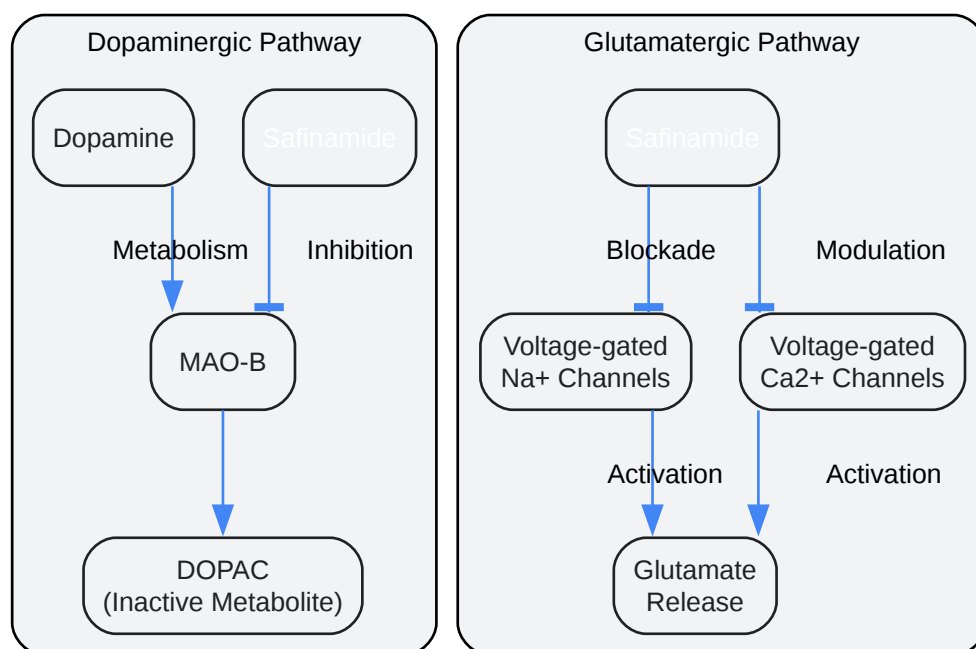 Dopaminergic Pathway
Dopamine
Safinamide
Metabolism
Inhibition
MAO-B
DOPAC
(Inactive Metabolite)
Glutamatergic Pathway
Safinamide
Blockade
Modulation
Voltage-gated
Na+ Channels
Voltage-gated
Ca2+ Channels
Activation
Activation
Glutamate
Release